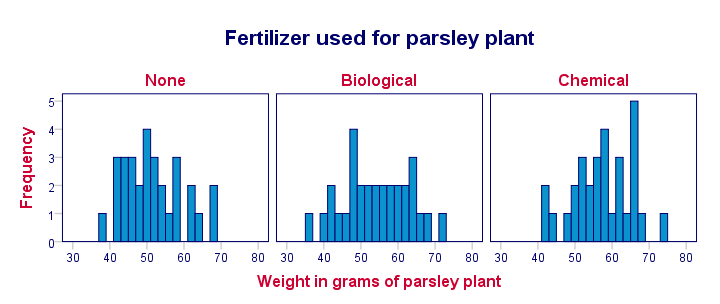 Fertilizer used for parsley plant
None Biological Chemical
Frequency
5
4
3
2
1
0
30 40 50 60 70 80 30 40 50 60 70 80 30 40 50 60 70 80
Weight in grams of parsley plant